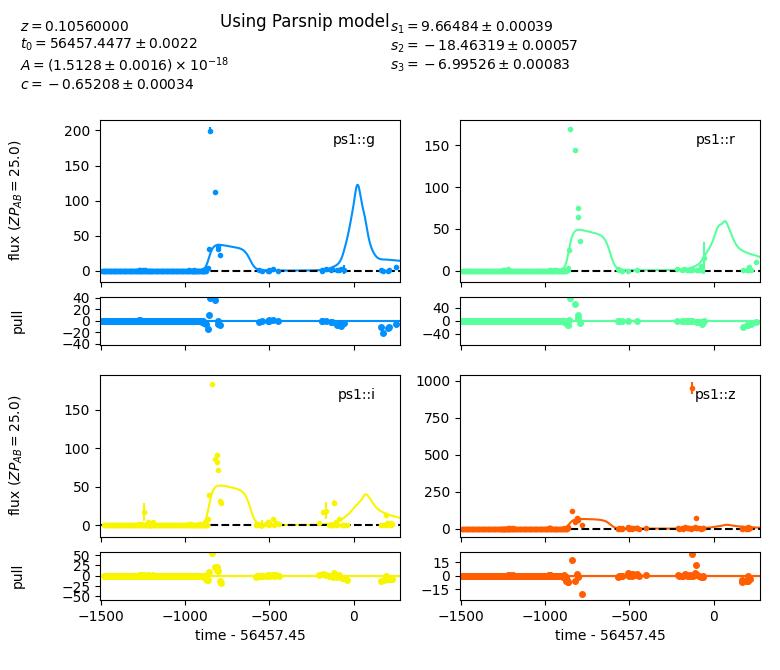 Using Parsnip model
z = 0.10560000
t0 = 56457.4477 ± 0.0022
A = (1.5128 ± 0.0016) × 10^-18
c = −0.65208 ± 0.00034
s1 = 9.66484 ± 0.00039
s2 = −18.46319 ± 0.00057
s3 = −6.99526 ± 0.00083
flux (ZP_AB = 25.0)
200
150
100
50
0
ps1::g
150
100
50
0
ps1::r
pull
40
20
0
−20
−40
40
0
−40
flux (ZP_AB = 25.0)
150
100
50
0
ps1::i
1000
750
500
250
0
ps1::z
pull
50
25
0
−25
−50
15
0
−15
−1500 −1000 −500 0
−1500 −1000 −500 0
time - 56457.45
time - 56457.45